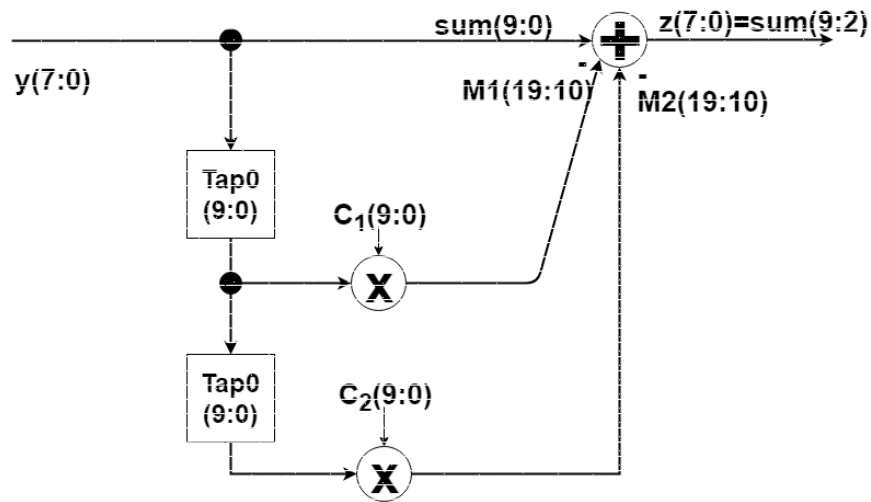 sum(9:0)
z(7:0)=sum(9:2)
+
y(7:0)
-
M1(19:10)
-
M2(19:10)
Tap0
(9:0)
C1(9:0)
X
Tap0
(9:0)
C2(9:0)
X